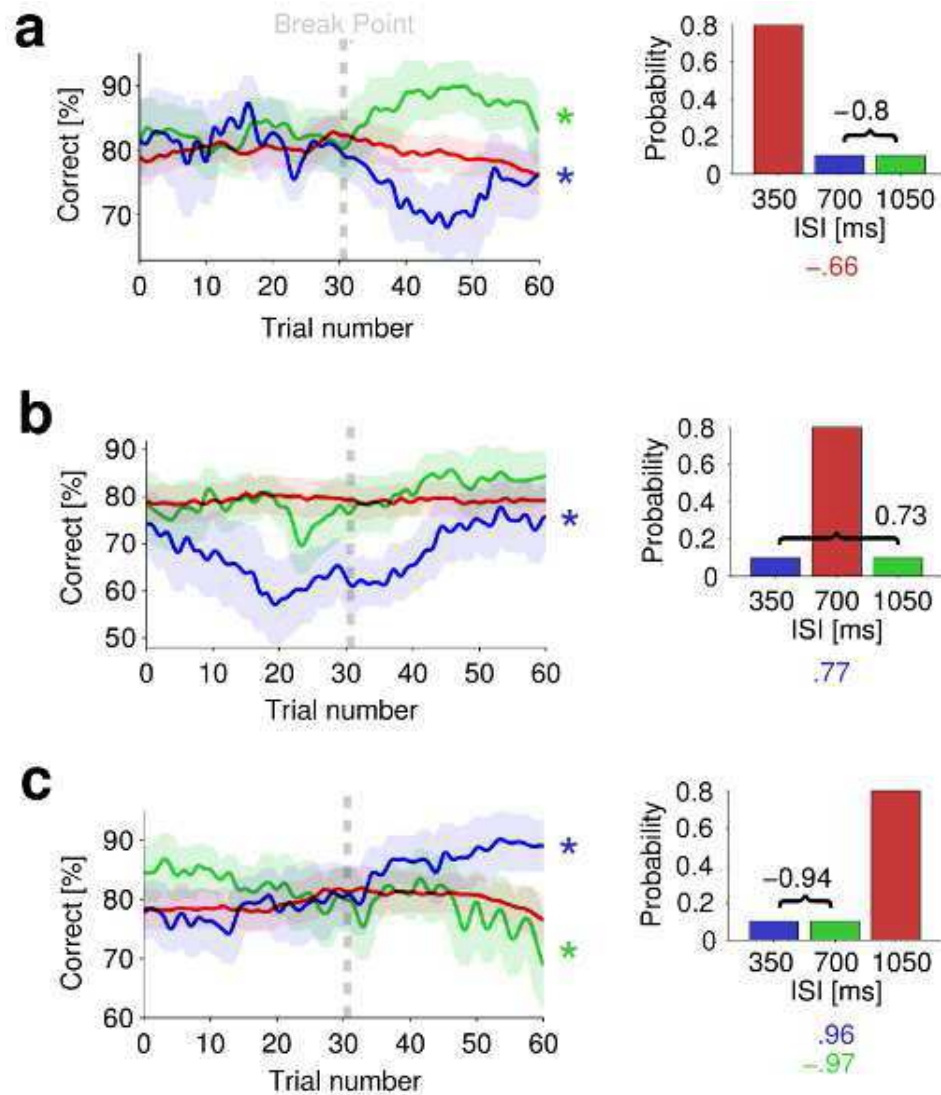 a
Break Point
Correct [%]
90
80
70
0 10 20 30 40 50 60
Trial number
*
*
Probability
0.8
0.6
0.4
0.2
0
−0.8
350 700 1050
ISI [ms]
−.66
b
Correct [%]
90
80
70
60
50
0 10 20 30 40 50 60
Trial number
*
Probability
0.8
0.6
0.4
0.2
0
0.73
350 700 1050
ISI [ms]
.77
c
Correct [%]
90
80
70
60
0 10 20 30 40 50 60
Trial number
*
*
Probability
0.8
0.6
0.4
0.2
0
−0.94
350 700 1050
ISI [ms]
.96
−.97